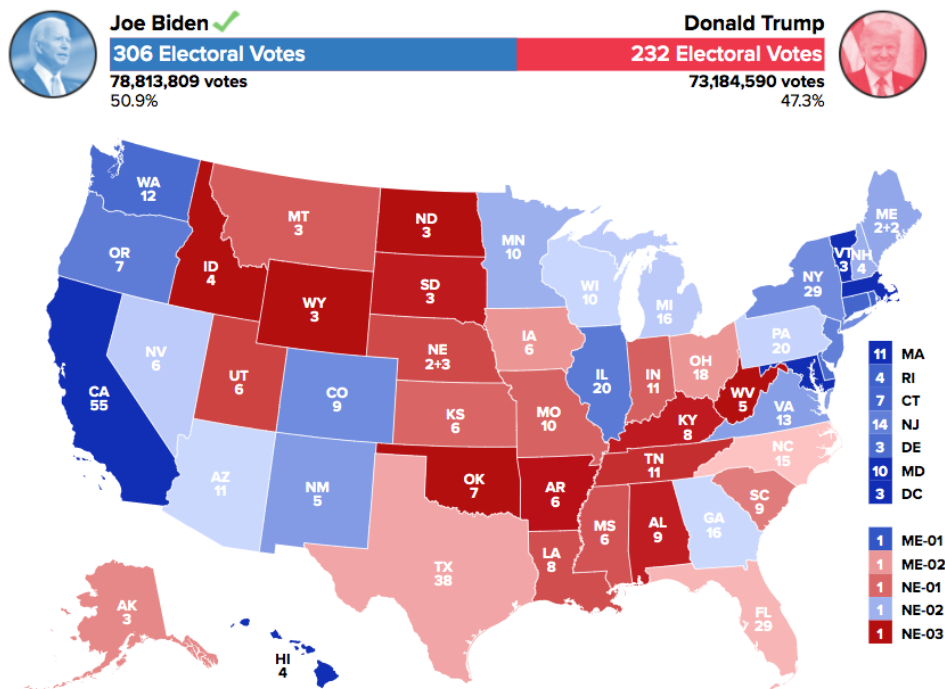 Joe Biden
Donald Trump
306 Electoral Votes
232 Electoral Votes
78,813,809 votes
73,184,590 votes
50.9%
47.3%
WA
12
OR
7
CA
55
NV
6
ID
4
MT
3
WY
3
UT
6
AZ
11
CO
9
NM
5
ND
3
SD
3
NE
2+3
KS
6
OK
7
TX
38
MN
10
IA
6
MO
10
AR
6
LA
8
WI
10
IL
20
MI
16
IN
11
OH
18
KY
8
TN
11
MS
6
AL
9
GA
16
FL
29
SC
9
NC
15
VA
13
WV
5
PA
20
NY
29
VT
3
NH
4
ME
2+2
AK
3
HI
4
11 MA
4 RI
7 CT
14 NJ
3 DE
10 MD
3 DC
1 ME-01
1 ME-02
1 NE-01
1 NE-02
1 NE-03